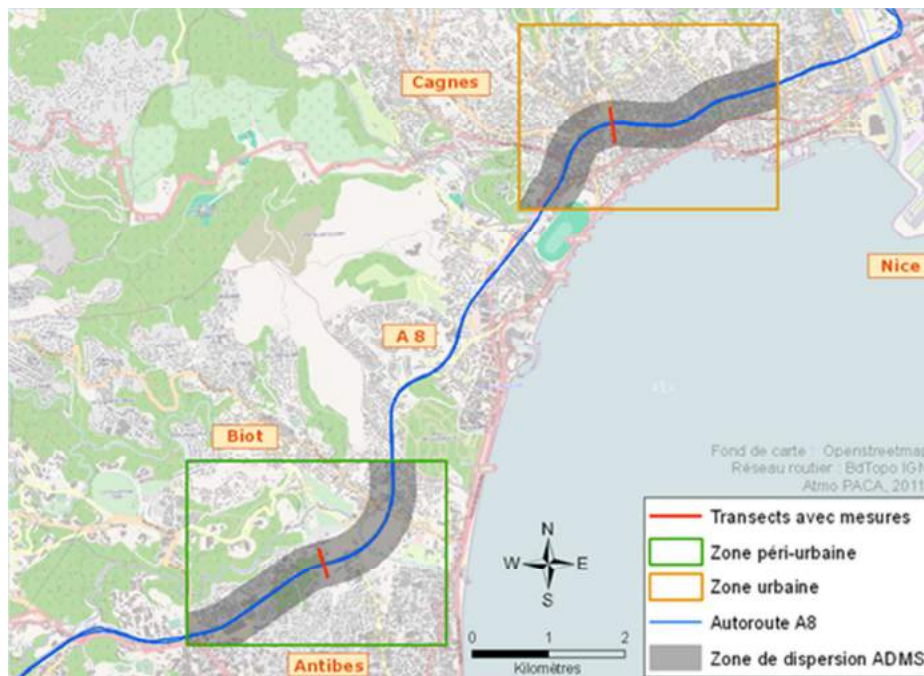 Cagnes
Nice
A 8
Biot
Fond de carte : Openstreetmap
Réseau routier : BdTopo IGN
Atmo PACA, 2011
N
W
E
S
0 1 2
Kilomètres
Antibes
Transects avec mesures
Zone péri-urbaine
Zone urbaine
Autoroute A8
Zone de dispersion ADMS